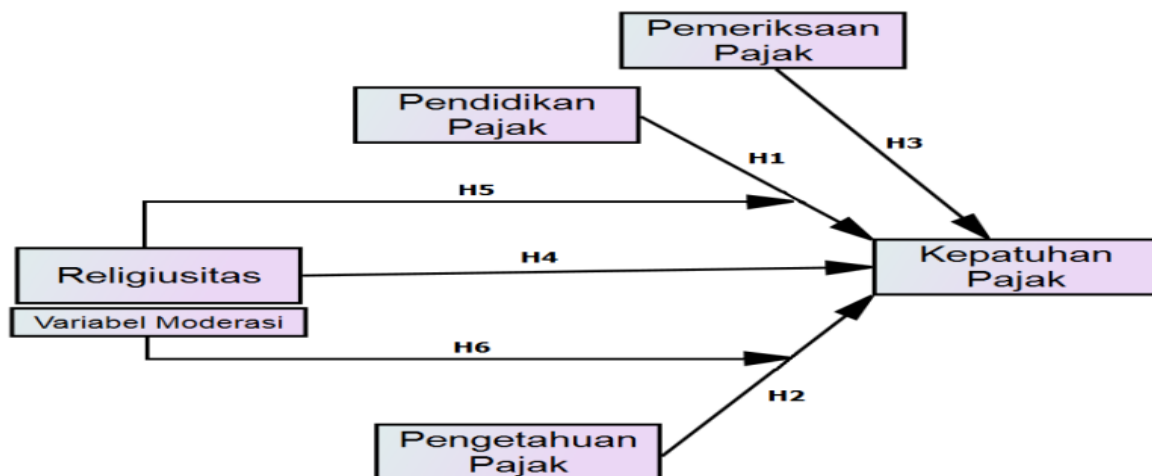 Pemeriksaan
Pajak
Pendidikan
Pajak
H3
H1
H5
Kepatuhan
Pajak
H4
Religiusitas
Variabel Moderasi
H6
H2
Pengetahuan
Pajak